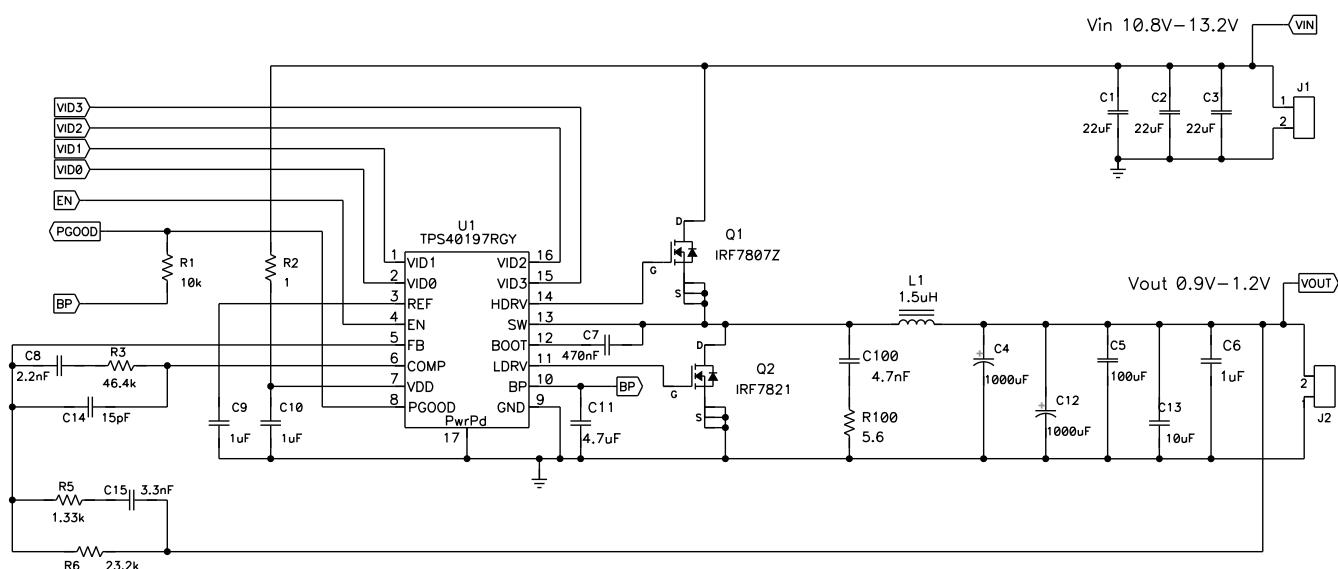 Vin 10.8V-13.2V
VIN
J1
1
2
C1
22uF
C2
22uF
C3
22uF
VID3
VID2
VID1
VID0
EN
PGOOD
BP
R1
10k
R2
1
U1
TPS40197RGY
1 VID1
2 VID0
3 REF
4 EN
5 FB
6 COMP
7 VDD
8 PGOOD
VID2 16
VID3 15
HDRV 14
SW 13
BOOT 12
LDRV 11
BP 10
GND 9
PwrPd
17
D
G
S
Q1
IRF7807Z
C7
470nF
BP
C11
4.7uF
D
G
S
Q2
IRF7821
L1
1.5uH
C100
4.7nF
R100
5.6
Vout 0.9V-1.2V
VOUT
C4
+
1000uF
C12
+
1000uF
C5
100uF
C13
10uF
C6
1uF
2
1
J2
C8
2.2nF
R3
46.4k
C14
15pF
C9
1uF
C10
1uF
R5
1.33k
C15
3.3nF
R6
23.2k